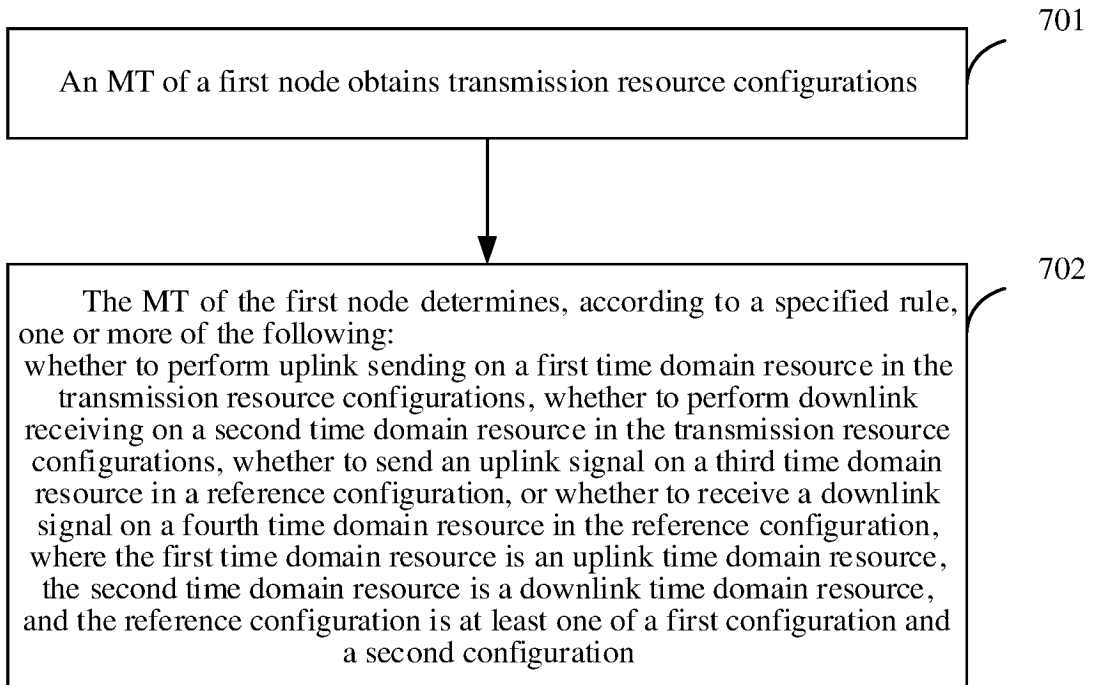 701
An MT of a first node obtains transmission resource configurations
702
The MT of the first node determines, according to a specified rule,
one or more of the following:
whether to perform uplink sending on a first time domain resource in the
transmission resource configurations, whether to perform downlink
receiving on a second time domain resource in the transmission resource
configurations, whether to send an uplink signal on a third time domain
resource in a reference configuration, or whether to receive a downlink
signal on a fourth time domain resource in the reference configuration,
where the first time domain resource is an uplink time domain resource,
the second time domain resource is a downlink time domain resource,
and the reference configuration is at least one of a first configuration and
a second configuration